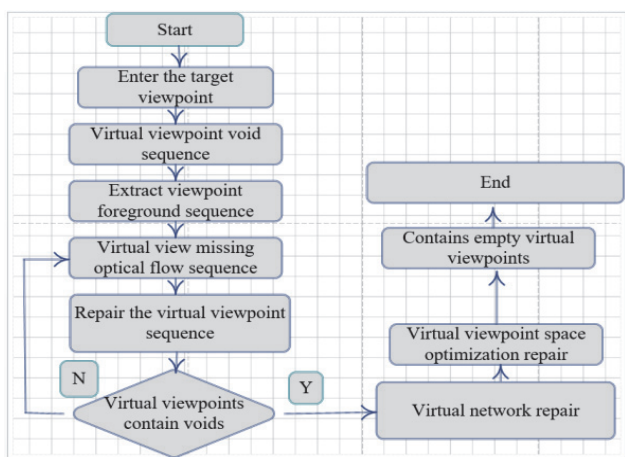 Start
Enter the target
viewpoint
Virtual viewpoint void
sequence
Extract viewpoint
foreground sequence
Virtual view missing
optical flow sequence
Repair the virtual viewpoint
sequence
N
Virtual viewpoints
contain voids
Y
End
Contains empty virtual
viewpoints
Virtual viewpoint space
optimization repair
Virtual network repair